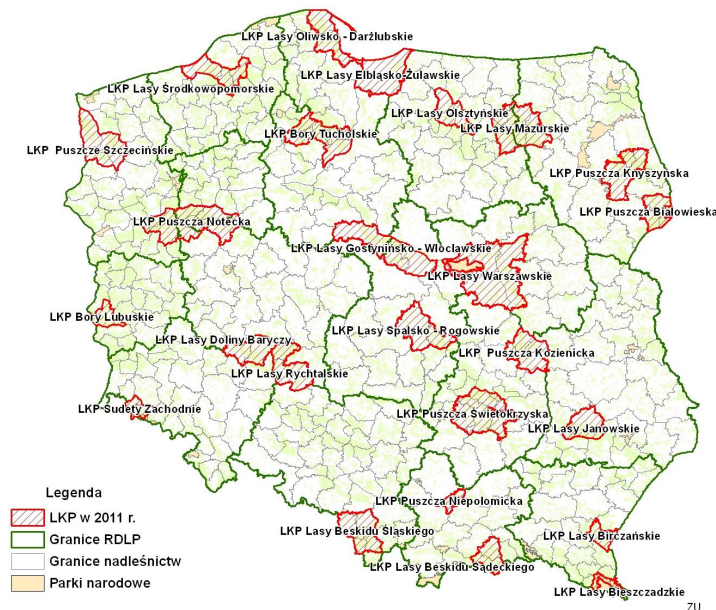 LKP Lasy Oliwsko - Darżlubskie
LKP Lasy Elbląsko-Żuławskie
LKP Lasy Środkowopomorskie
LKP Lasy Olsztyńskie
LKP Lasy Mazurskie
LKP Bory Tucholskie
LKP Puszcze Szczecińskie
LKP Puszcza Knyszyńska
LKP Puszcza Białowieska
LKP Puszcza Notecka
LKP Lasy Gostynińsko - Włocławskie
LKP Lasy Warszawskie
LKP Bory Lubuskie
LKP Lasy Spalsko - Rogowskie
LKP Lasy Doliny Baryczy
LKP Puszcza Kozienicka
LKP Lasy Rychtalskie
LKP Sudety Zachodnie
LKP Puszcza Świętokrzyska
LKP Lasy Janowskie
Legenda
LKP w 2011 r.
Granice RDLP
Granice nadleśnictw
Parki narodowe
LKP Puszcza Niepołomicka
LKP Lasy Beskidu Śląskiego
LKP Lasy Birczańskie
LKP Lasy Beskidu Sądeckiego
LKP Lasy Bieszczadzkie
ZU